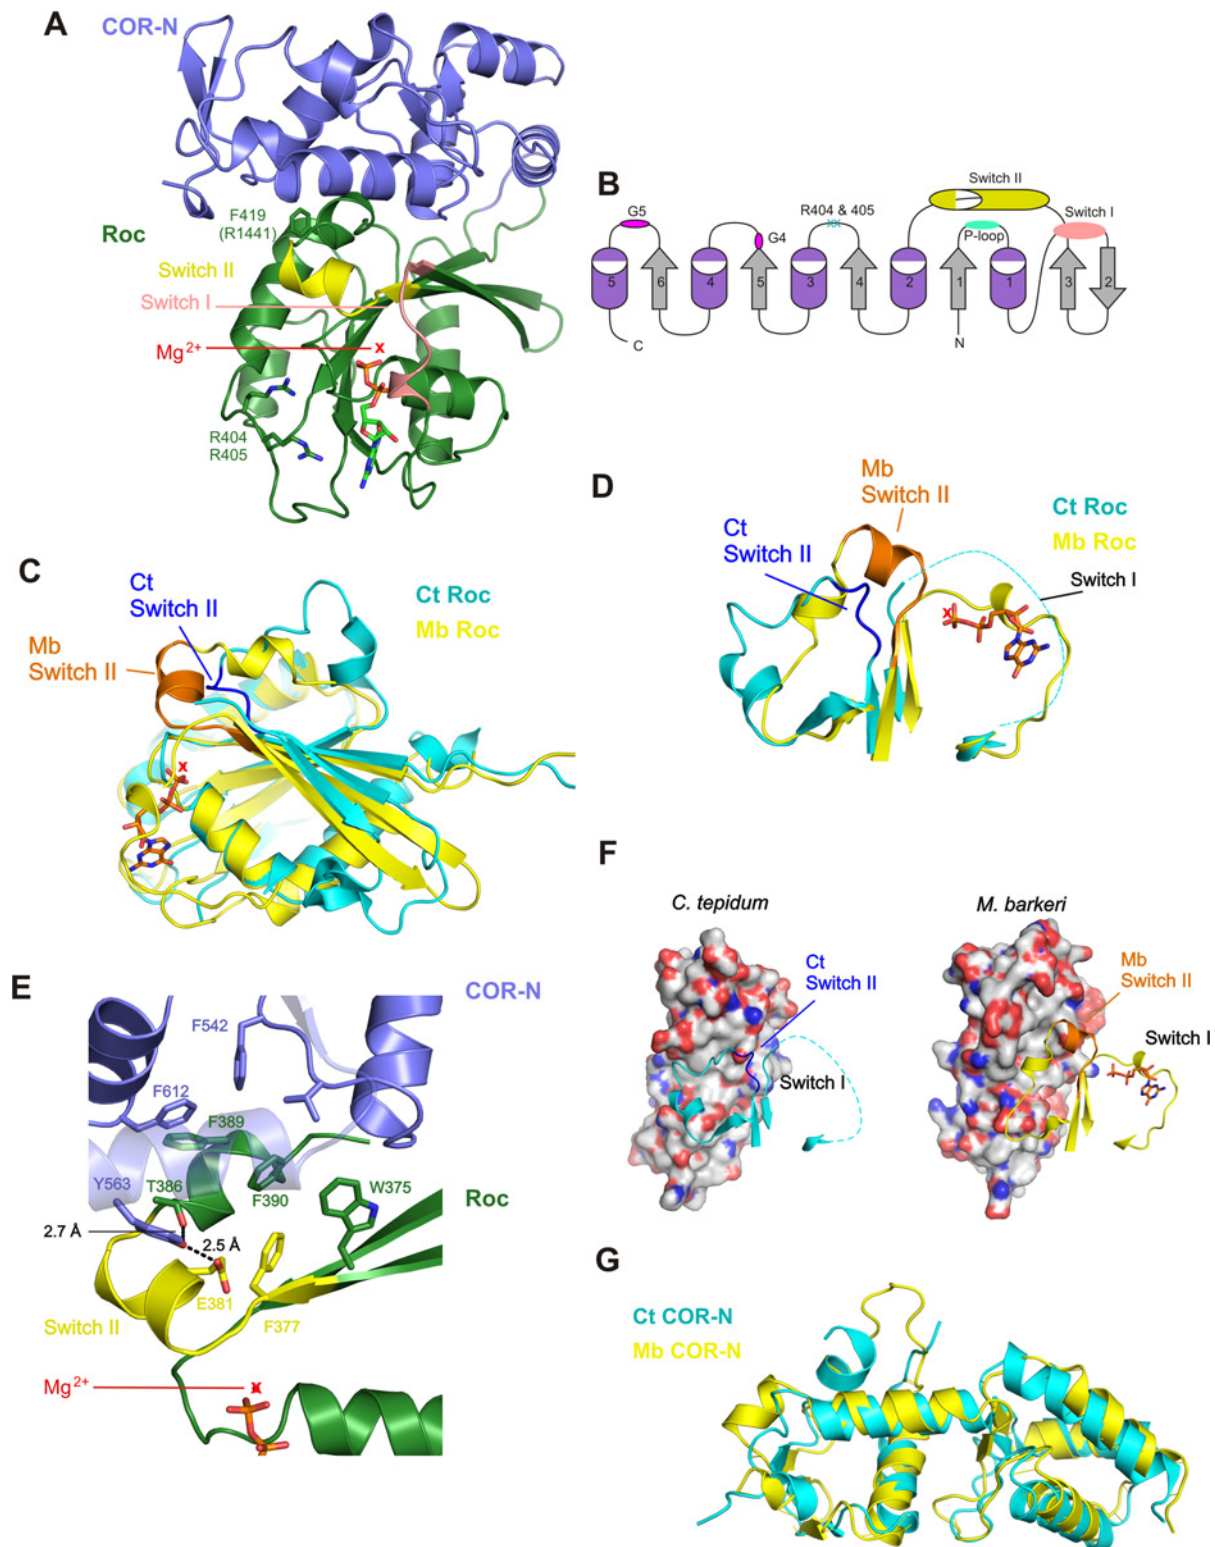 A
COR-N
F419
(R1441)
Roc
Switch II
Switch I
Mg2+
x
R404
R405
B
Switch II
G5
R404 & 405
Switch I
P-loop
G4
xx
5
6
4
5
3
4
2
1
1
3
2
C
N
C
Ct
Switch II
Ct Roc
Mb Roc
Mb
Switch II
x
D
Mb
Switch II
Ct Roc
Mb Roc
Ct
Switch II
Switch I
x
E
COR-N
F542
F612
F389
Y563
T386
F390
W375
Roc
2.7 Å
2.5 Å
E381
Switch II
F377
Mg2+
x
F
C. tepidum
M. barkeri
Ct
Switch II
Mb
Switch II
Switch I
Switch I
G
Ct COR-N
Mb COR-N